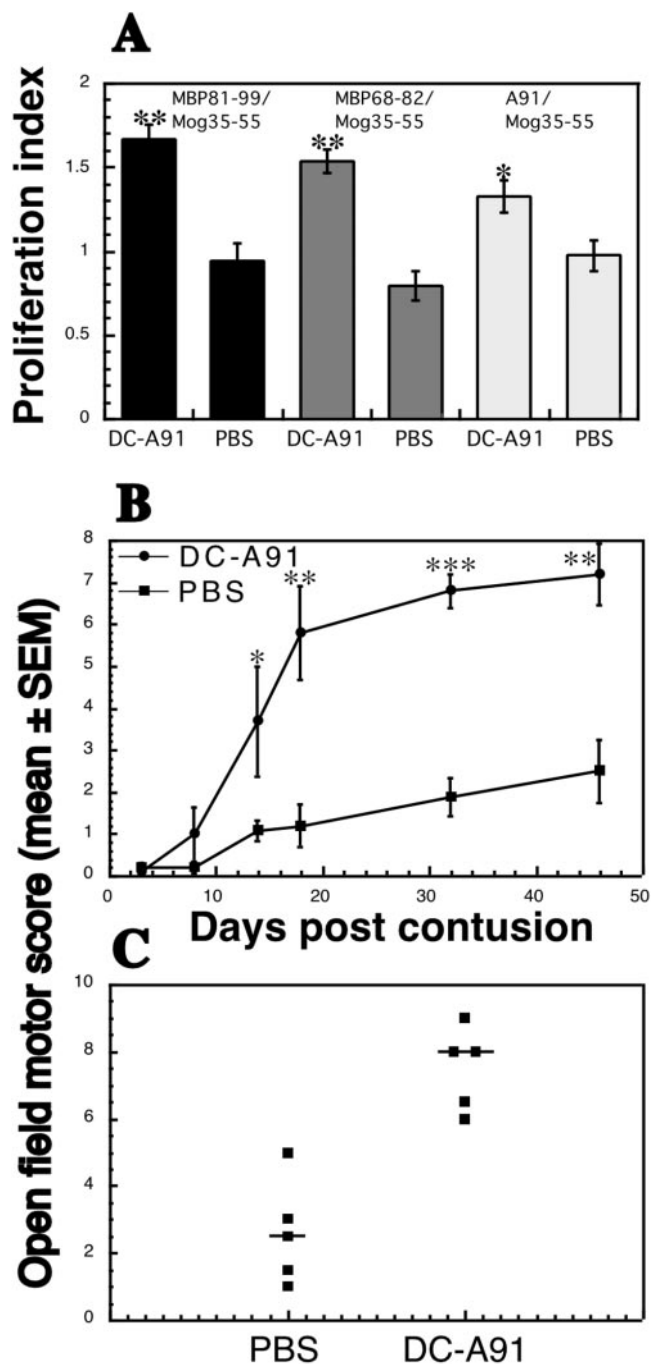 A
Proliferation index
2
1.5
1
0.5
0
MBP81-99/
Mog35-55
MBP68-82/
Mog35-55
A91/
Mog35-55
** ** *
DC-A91 PBS DC-A91 PBS DC-A91 PBS
B
Open field motor score (mean ± SEM)
8
7
6
5
4
3
2
1
0
DC-A91
PBS
* ** *** **
0 10 20 30 40 50
Days post contusion
C
10
8
6
4
2
0
PBS DC-A91